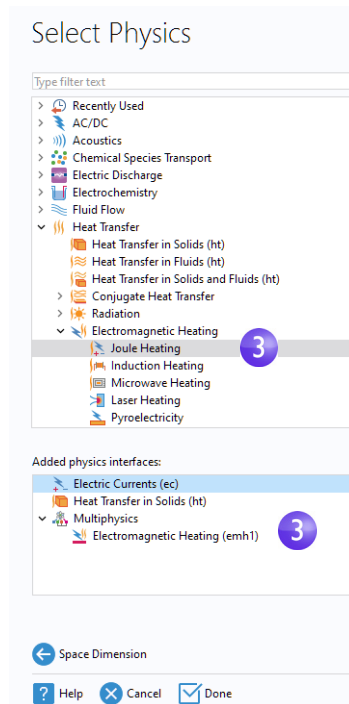 Select Physics
Type filter text
Recently Used
AC/DC
Acoustics
Chemical Species Transport
Electric Discharge
Electrochemistry
Fluid Flow
Heat Transfer
Heat Transfer in Solids (ht)
Heat Transfer in Fluids (ht)
Heat Transfer in Solids and Fluids (ht)
Conjugate Heat Transfer
Radiation
Electromagnetic Heating
Joule Heating 3
Induction Heating
Microwave Heating
Laser Heating
Pyroelectricity
Added physics interfaces:
Electric Currents (ec)
Heat Transfer in Solids (ht)
Multiphysics
Electromagnetic Heating (emh1) 3
Space Dimension
? Help Cancel Done